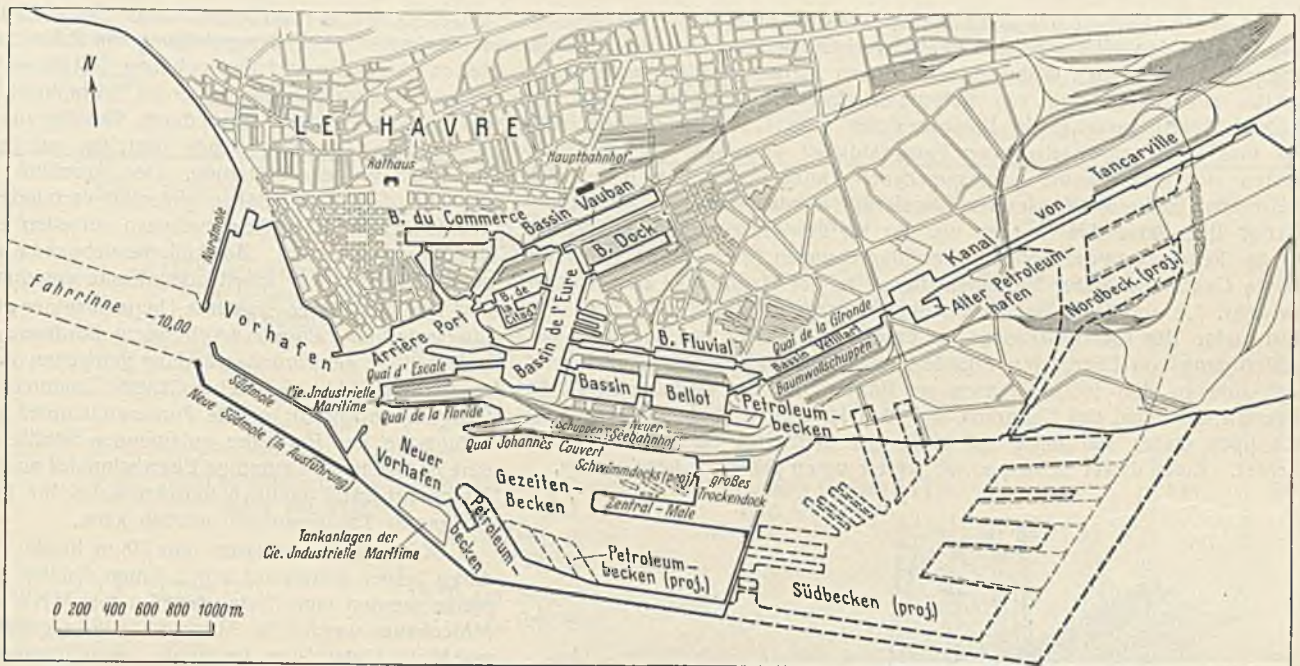 N
LE HAVRE
Rathaus
Hauptbahnhof
B. du Commerce
Bassin Vauban
B. Dock
Nordmole
Fahrrinne - 10,00
Vorhafen
Arrière Port
B. de la Citad.
Bassin de l'Eure
Kanal von Tancarville
Alter Petroleum
hafen
Nordbeck. (proj.)
Quai de la Gironde
B. Fluvial
Bassin Vétillart
Baumwollschuppen
Quai d'Escale
Bassin
Bellot
Petroleum-
becken
Cie. Industrielle
Maritime
Quai de la Floride
Südmole
Neue Südmole (in Ausführung)
Schuppen
Neuer
Seebahnhof
Quai Johannès Couvert
Neuer
Vorhafen
Schwimmdocks (proj.)
großes
Trockendock
Gezeiten-
Becken
Zentral-Mole
Petroleum
becken
Tankanlagen der
Cie. Industrielle Maritime
Petroleum-
becken (proj.)
Südbecken (proj.)
0 200 400 600 800 1000 m